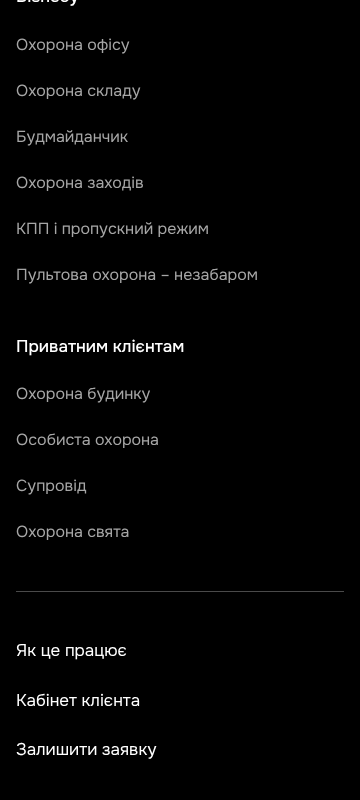 Бізнесу
Охорона офісу
Охорона складу
Будмайданчик
Охорона заходів
КПП і пропускний режим
Пультова охорона – незабаром
Приватним клієнтам
Охорона будинку
Особиста охорона
Супровід
Охорона свята
Як це працює
Кабінет клієнта
Залишити заявку